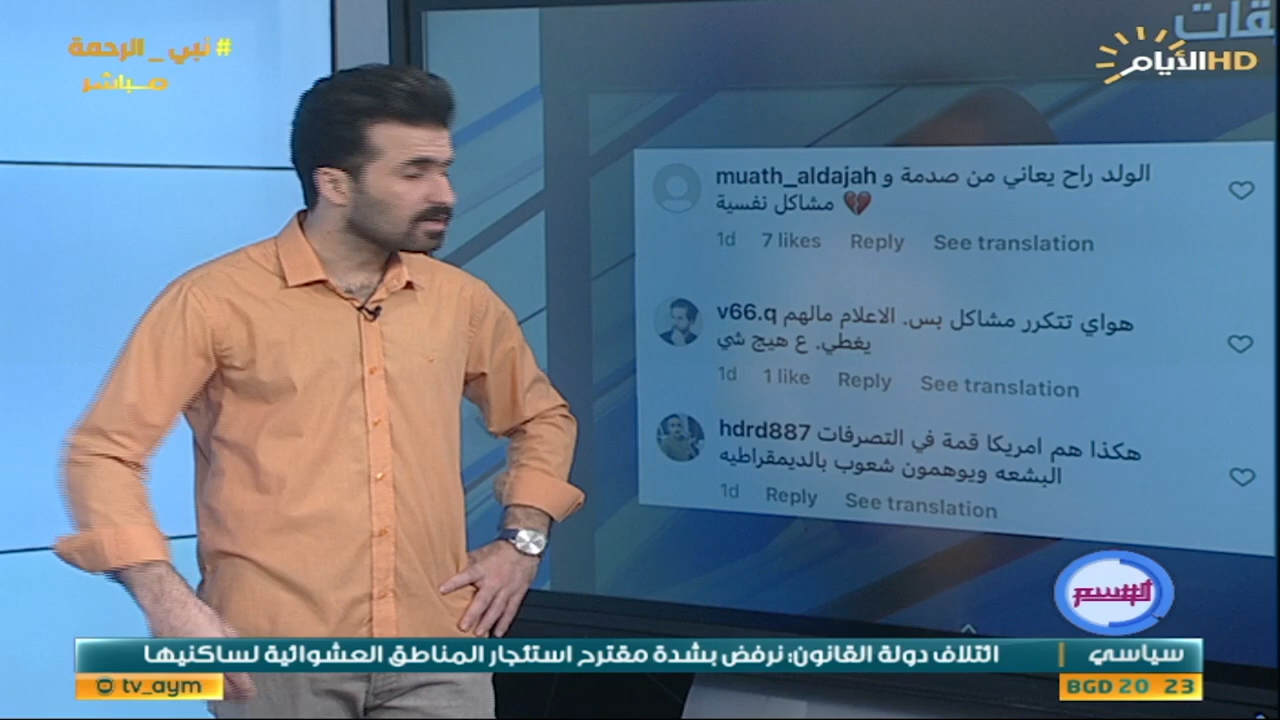 #نبي_الرحمة
مباشر
الأيام HD
muath_aldajah الولد راح يعاني من صدمة و
مشاكل نفسية 💔
1d 7 likes Reply See translation
v66.q هواي تتكرر مشاكل بس. الاعلام مالهم
يغطي. ع هيج شي
1d 1 like Reply See translation
hdrd887 هكذا هم امريكا قمة في التصرفات
البشعه ويوهمون شعوب بالديمقراطيه
1d Reply See translation
سياسي ائتلاف دولة القانون: نرفض بشدة مقترح استئجار المناطق العشوائية لساكنيها
tv_aym
BGD 20 23